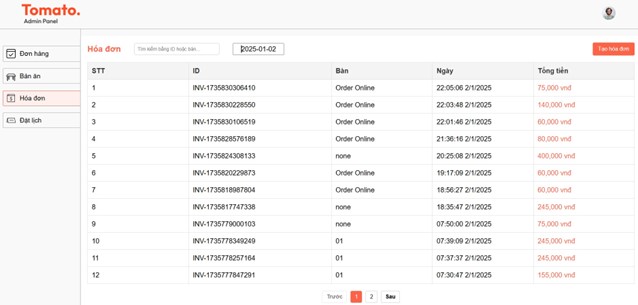 Tomato.
Admin Panel
Đơn hàng
Bàn ăn
Hóa đơn
Đặt lịch
Hóa đơn Tìm kiếm bằng ID hoặc bàn... 2025-01-02 Tạo hóa đơn
STT ID Bàn Ngày Tổng tiền
1 INV-1735830306410 Order Online 22:05:06 2/1/2025 75,000 vnđ
2 INV-1735830228550 Order Online 22:03:48 2/1/2025 140,000 vnđ
3 INV-1735830106519 Order Online 22:01:46 2/1/2025 60,000 vnđ
4 INV-1735828576189 Order Online 21:36:16 2/1/2025 80,000 vnđ
5 INV-1735824308133 none 20:25:08 2/1/2025 400,000 vnđ
6 INV-1735820229873 Order Online 19:17:09 2/1/2025 60,000 vnđ
7 INV-1735818987804 Order Online 18:56:27 2/1/2025 60,000 vnđ
8 INV-1735817747338 none 18:35:47 2/1/2025 245,000 vnđ
9 INV-1735779000103 none 07:50:00 2/1/2025 75,000 vnđ
10 INV-1735778349249 01 07:39:09 2/1/2025 245,000 vnđ
11 INV-1735778257164 01 07:37:37 2/1/2025 245,000 vnđ
12 INV-1735777847291 01 07:30:47 2/1/2025 155,000 vnđ
Trước 1 2 Sau